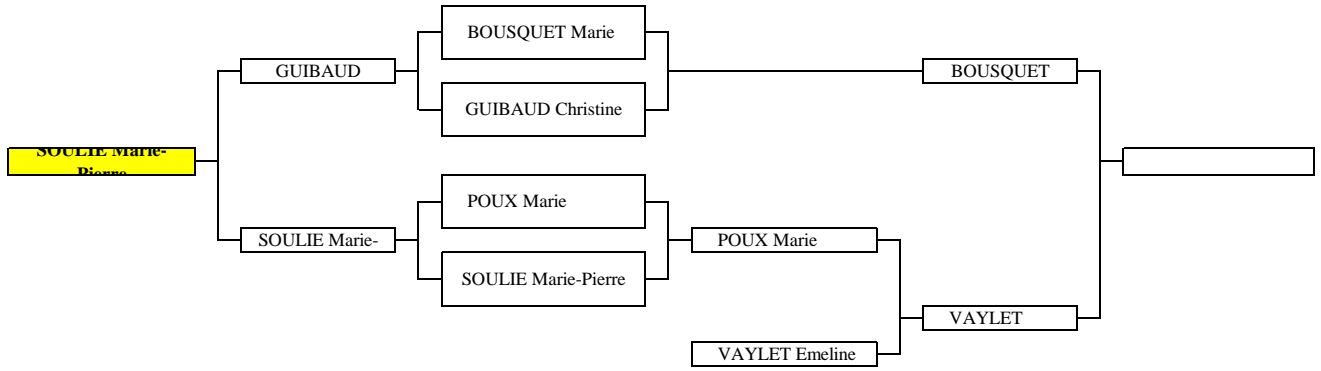 BOUSQUET Marie
GUIBAUD
BOUSQUET
GUIBAUD Christine
SOULIE Marie-
Pierre
POUX Marie
SOULIE Marie-
POUX Marie
SOULIE Marie-Pierre
VAYLET
VAYLET Emeline